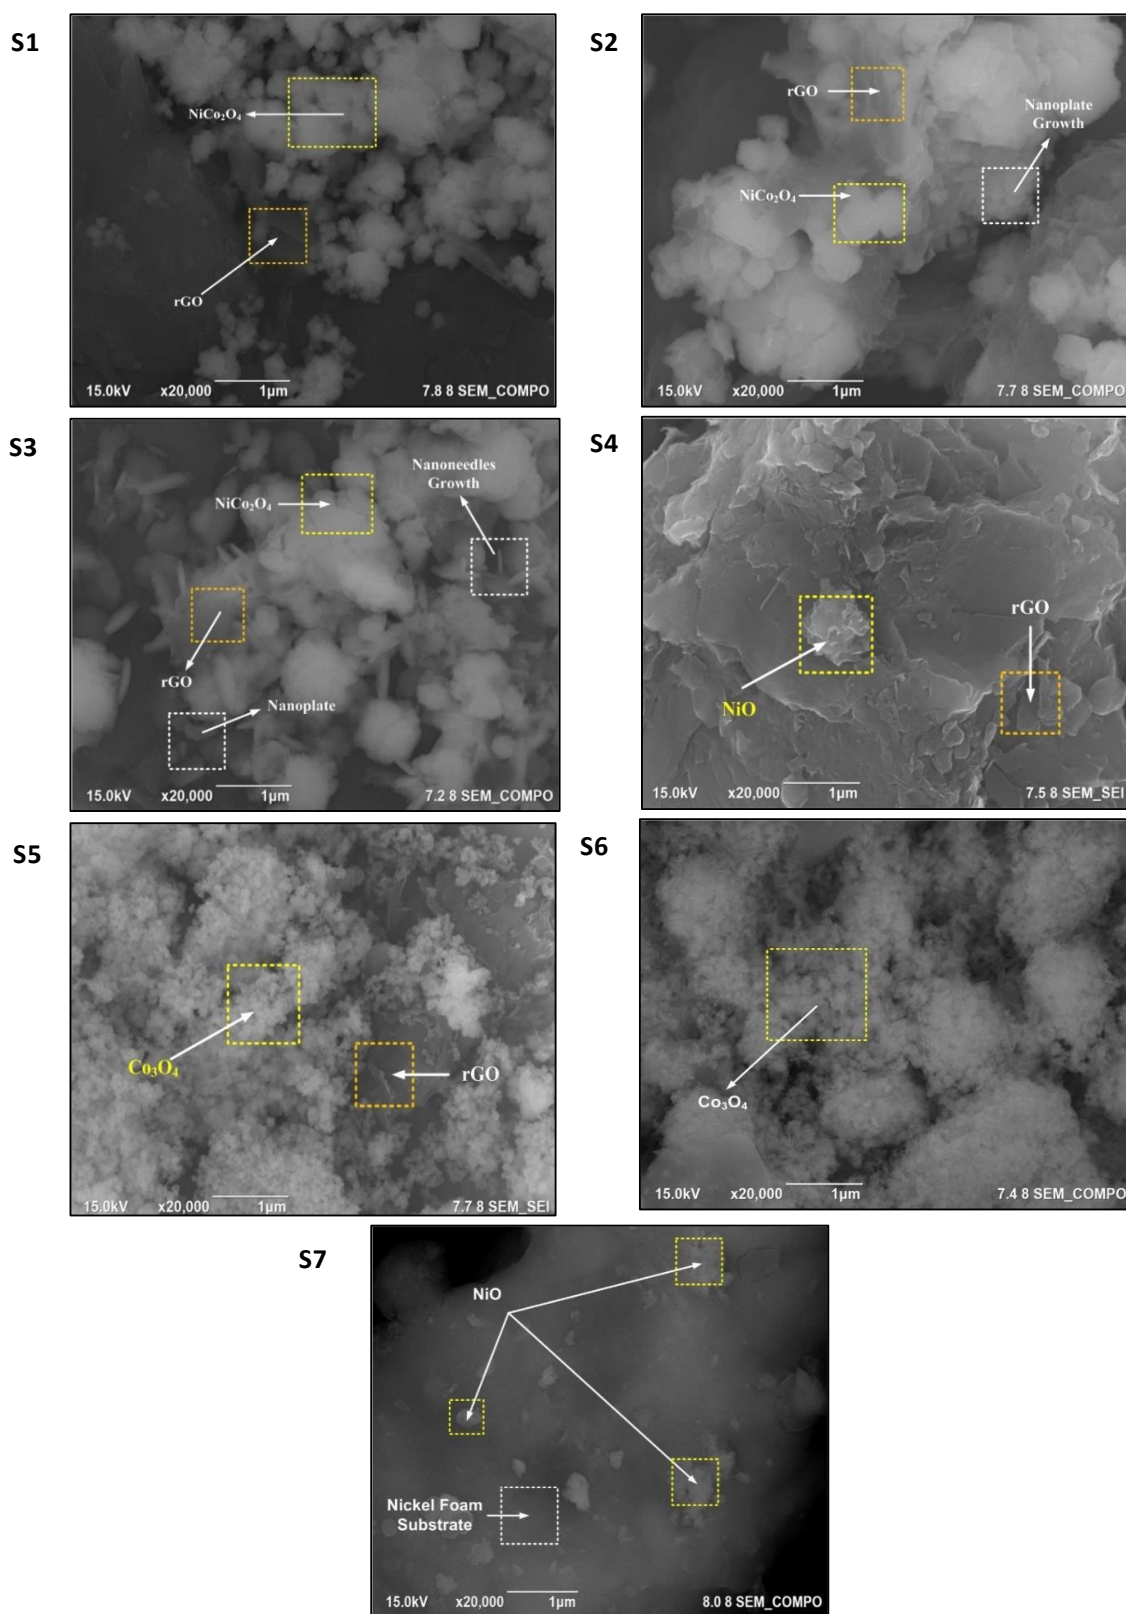 S1
NiCo₂O₄
rGO
15.0kV x20,000 1µm 7.8 8 SEM_COMPO
S2
rGO
Nanoplate
Growth
NiCo₂O₄
15.0kV x20,000 1µm 7.7 8 SEM_COMPO
S3
Nanoneedles
Growth
NiCo₂O₄
rGO
Nanoplate
15.0kV x20,000 1µm 7.2 8 SEM_COMPO
S4
rGO
NiO
15.0kV x20,000 1µm 7.5 8 SEM_SEI
S5
Co₃O₄
rGO
15.0kV x20,000 1µm 7.7 8 SEM_SEI
S6
Co₃O₄
15.0kV x20,000 1µm 7.4 8 SEM_COMPO
S7
NiO
Nickel Foam
Substrate
15.0kV x20,000 1µm 8.0 8 SEM_COMPO